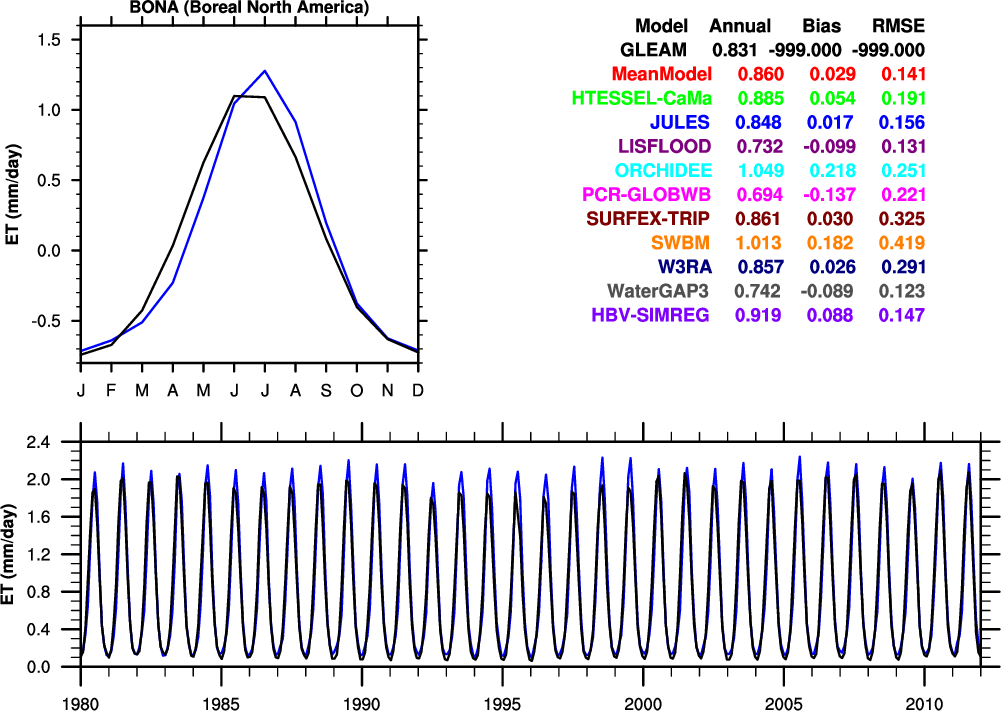 BONA (Boreal North America)
1.5
1.0
0.5
0.0
-0.5
ET (mm/day)
J F M A M J J A S O N D
Model Annual Bias RMSE
GLEAM 0.831 -999.000 -999.000
MeanModel 0.860 0.029 0.141
HTESSEL-CaMa 0.885 0.054 0.191
JULES 0.848 0.017 0.156
LISFLOOD 0.732 -0.099 0.131
ORCHIDEE 1.049 0.218 0.251
PCR-GLOBWB 0.694 -0.137 0.221
SURFEX-TRIP 0.861 0.030 0.325
SWBM 1.013 0.182 0.419
W3RA 0.857 0.026 0.291
WaterGAP3 0.742 -0.089 0.123
HBV-SIMREG 0.919 0.088 0.147
2.4
2.0
1.6
1.2
0.8
0.4
0.0
ET (mm/day)
1980 1985 1990 1995 2000 2005 2010